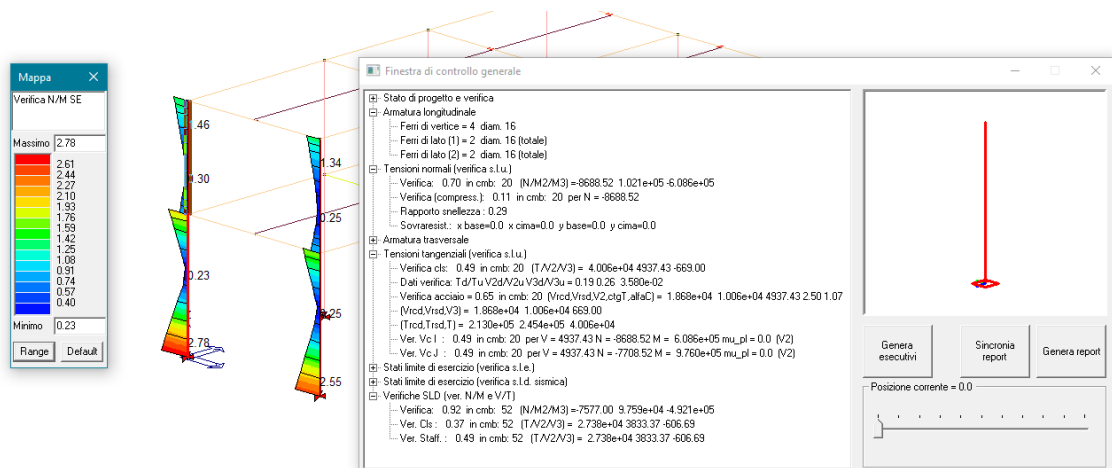 Mappa
Verifica N/M SE
Massimo 2.78
2.61
2.44
2.27
2.10
1.93
1.76
1.59
1.42
1.25
1.08
0.91
0.74
0.57
0.40
Minimo 0.23
Range Default
1.46
1.30
0.23
2.78
1.34
0.25
2.55
Finestra di controllo generale
Stato di progetto e verifica
Armatura longitudinale
Ferri di vertice = 4 diam. 16
Ferri di lato (1) = 2 diam. 16 (totale)
Ferri di lato (2) = 2 diam. 16 (totale)
Tensioni normali (verifica s.l.u.)
Verifica: 0.70 in cmb: 20 (N/M2/M3) =-8688.52 1.021e+05 -6.086e+05
Verifica (compress.): 0.11 in cmb: 20 per N = -8688.52
Rapporto snellezza : 0.29
Sovraresist.: x base=0.0 x cima=0.0 y base=0.0 y cima=0.0
Armatura trasversale
Tensioni tangenziali (verifica s.l.u.)
Verifica cls: 0.49 in cmb: 20 (T/V2/V3) = 4.006e+04 4937.43 -669.00
Dati verifica: Td/Tu V2d/V2u V3d/V3u = 0.19 0.26 3.580e-02
Verifica acciaio = 0.65 in cmb: 20 (Vrcd,Vrsd,V2,ctgT,alfaC) = 1.868e+04 1.006e+04 4937.43 2.50 1.07
(Vrcd,Vrsd,V3) = 1.868e+04 1.006e+04 669.00
(Trcd,Trsd,T) = 2.130e+05 2.454e+05 4.006e+04
Ver. Vc I : 0.49 in cmb: 20 per V = 4937.43 N = -8688.52 M = 6.086e+05 mu_pl = 0.0 (V2)
Ver. Vc J : 0.49 in cmb: 20 per V = 4937.43 N = -7708.52 M = 9.760e+05 mu_pl = 0.0 (V2)
Stati limite di esercizio (verifica s.l.e.)
Stati limite di esercizio (verifica s.l.d. sismica)
Verifiche SLD (ver. N/M e V/T)
Verifica: 0.92 in cmb: 52 (N/M2/M3)=-7577.00 9.759e+04 -4.921e+05
Ver. Cls : 0.37 in cmb: 52 (T/V2/V3) = 2.738e+04 3833.37 -606.69
Ver. Staff. : 0.49 in cmb: 52 (T/V2/V3) = 2.738e+04 3833.37 -606.69
Genera esecutivi
Sincronia report
Genera report
Posizione corrente = 0.0